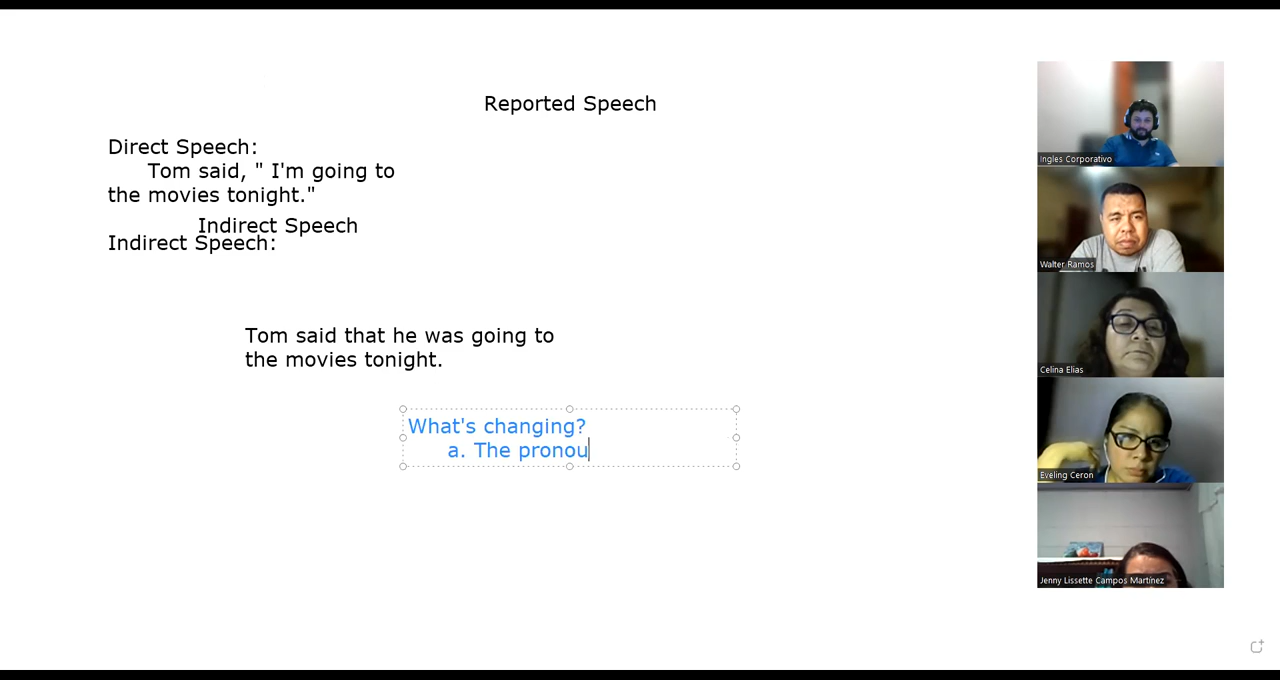 Reported Speech
Direct Speech:
Tom said, " I'm going to
the movies tonight."
Indirect Speech
Indirect Speech:
Tom said that he was going to
the movies tonight.
What's changing?
a. The pronou
Ingles Corporativo
Walter Ramos
Celina Elias
Eveling Ceron
Jenny Lissette Campos Martínez